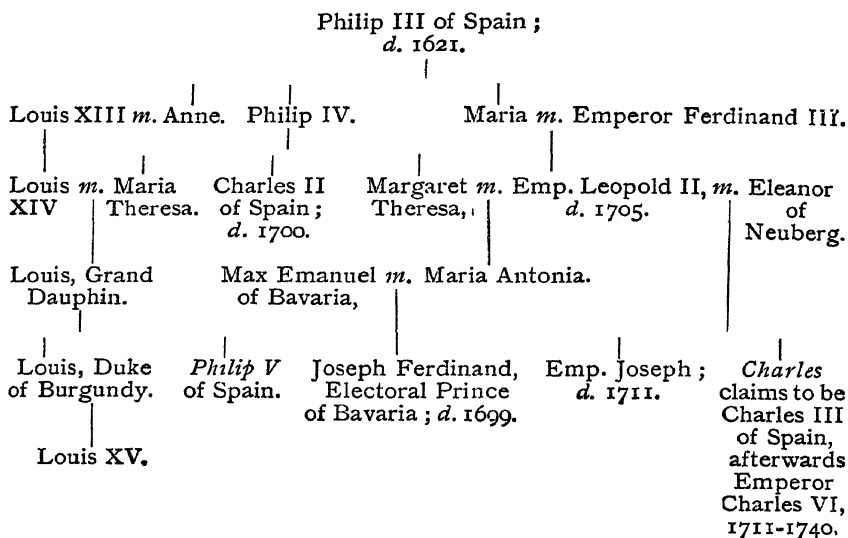 Philip III of Spain ;
d. 1621.
Louis XIII m. Anne. Philip IV. Maria m. Emperor Ferdinand III.
Louis m. Maria Charles II Margaret m. Emp. Leopold II, m. Eleanor
XIV Theresa. of Spain ; Theresa, d. 1705. of
d. 1700. Neuberg.
Louis, Grand Max Emanuel m. Maria Antonia.
Dauphin. of Bavaria,
Louis, Duke Philip V Joseph Ferdinand, Emp. Joseph ; Charles
of Burgundy. of Spain. Electoral Prince d. 1711. claims to be
of Bavaria ; d. 1699. Charles III
Louis XV. of Spain,
afterwards
Emperor
Charles VI,
1711-1740.